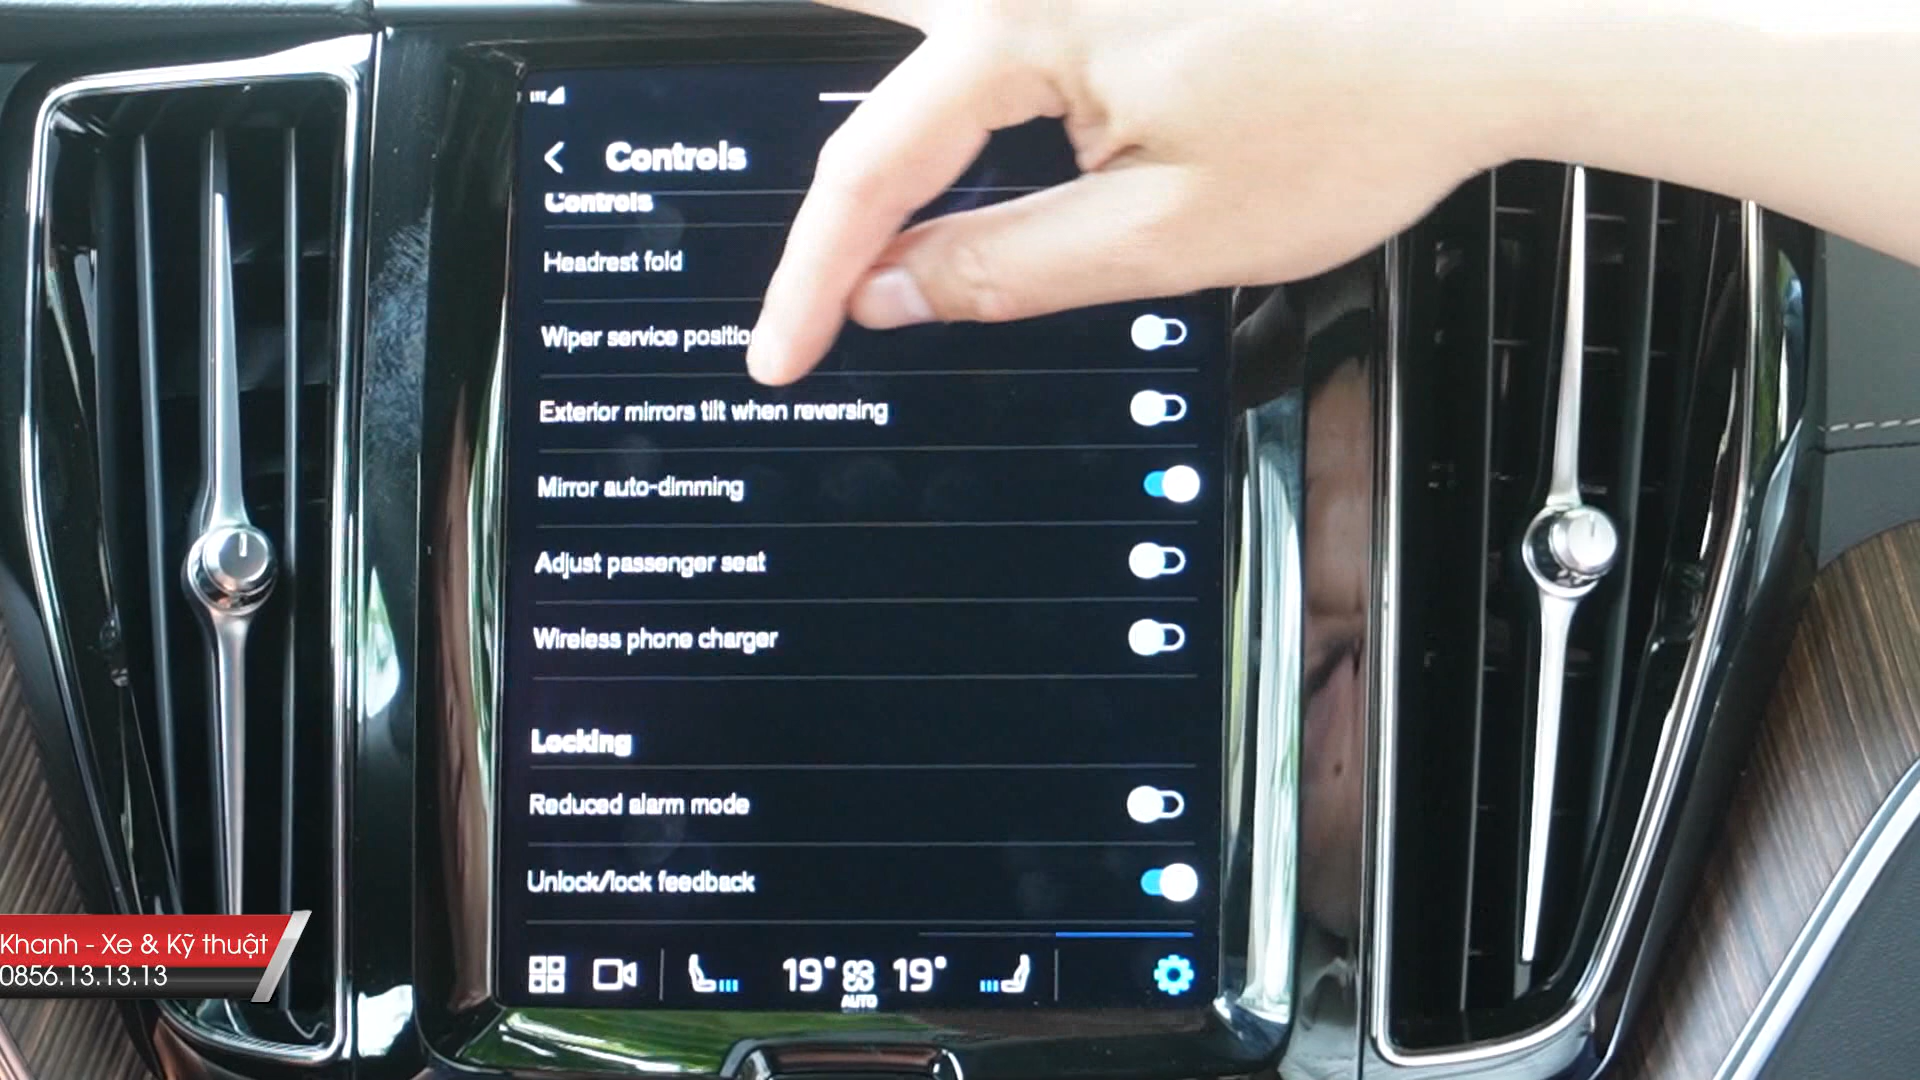 LTE
Controls
Controls
Headrest fold
Wiper service positio
Exterior mirrors tilt when reversing
Mirror auto-dimming
Adjust passenger seat
Wireless phone charger
Locking
Reduced alarm mode
Unlock/lock feedback
19° 19°
AUTO
Khanh - Xe & Kỹ thuật
0856.13.13.13